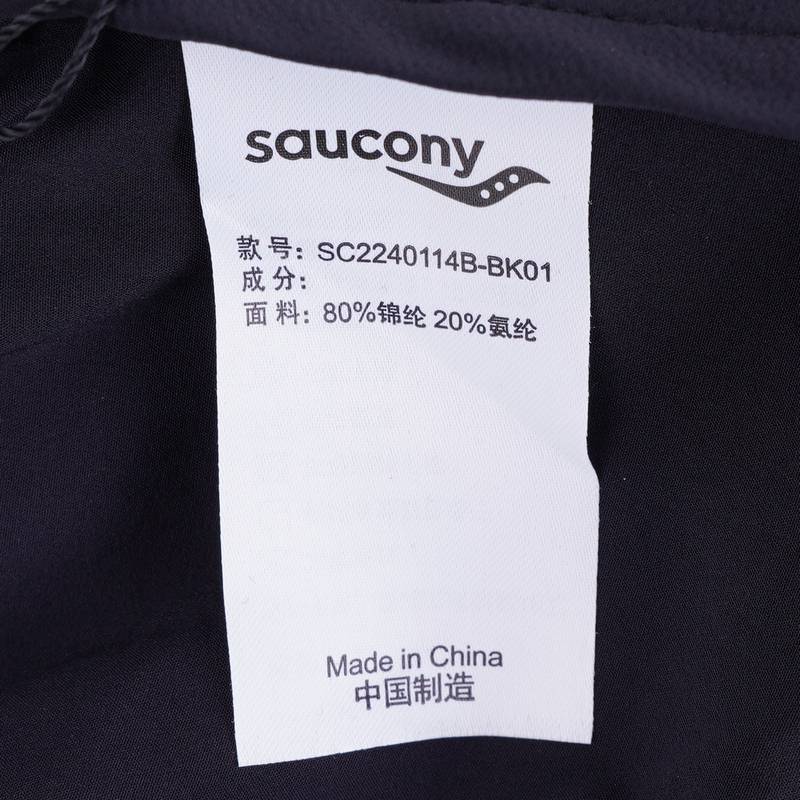 saucony
款号: SC2240114B-BK01
成分:
面料: 80%锦纶 20%氨纶
Made in China
中国制造